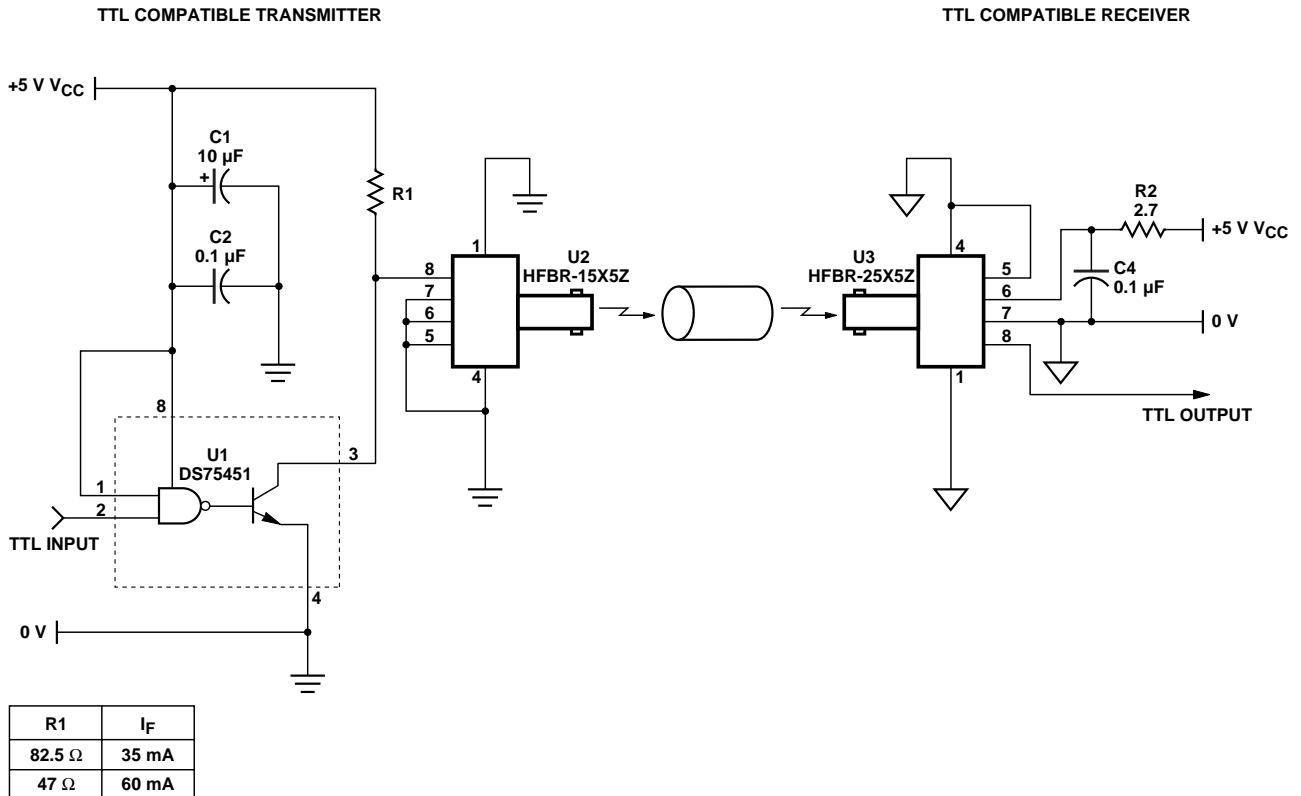 TTL COMPATIBLE TRANSMITTER
TTL COMPATIBLE RECEIVER
+5 V VCC
C1
10 µF
+
C2
0.1 µF
R1
1
U2
HFBR-15X5Z
8
7
6
5
4
U3
HFBR-25X5Z
4
5
6
7
8
1
R2
2.7
+5 V VCC
C4
0.1 µF
0 V
TTL OUTPUT
8
U1
DS75451
3
1
2
TTL INPUT
4
0 V
R1 IF
82.5 Ω 35 mA
47 Ω 60 mA